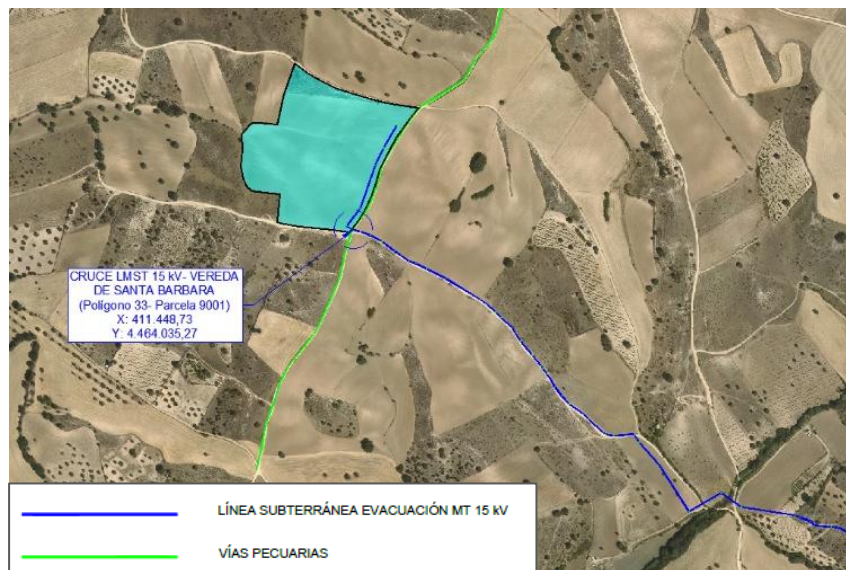 CRUCE LMST 15 kV- VEREDA
DE SANTA BARBARA
(Polígono 33- Parcela 9001)
X: 411.448,73
Y: 4.464.035,27
LÍNEA SUBTERRÁNEA EVACUACIÓN MT 15 kV
VÍAS PECUARIAS